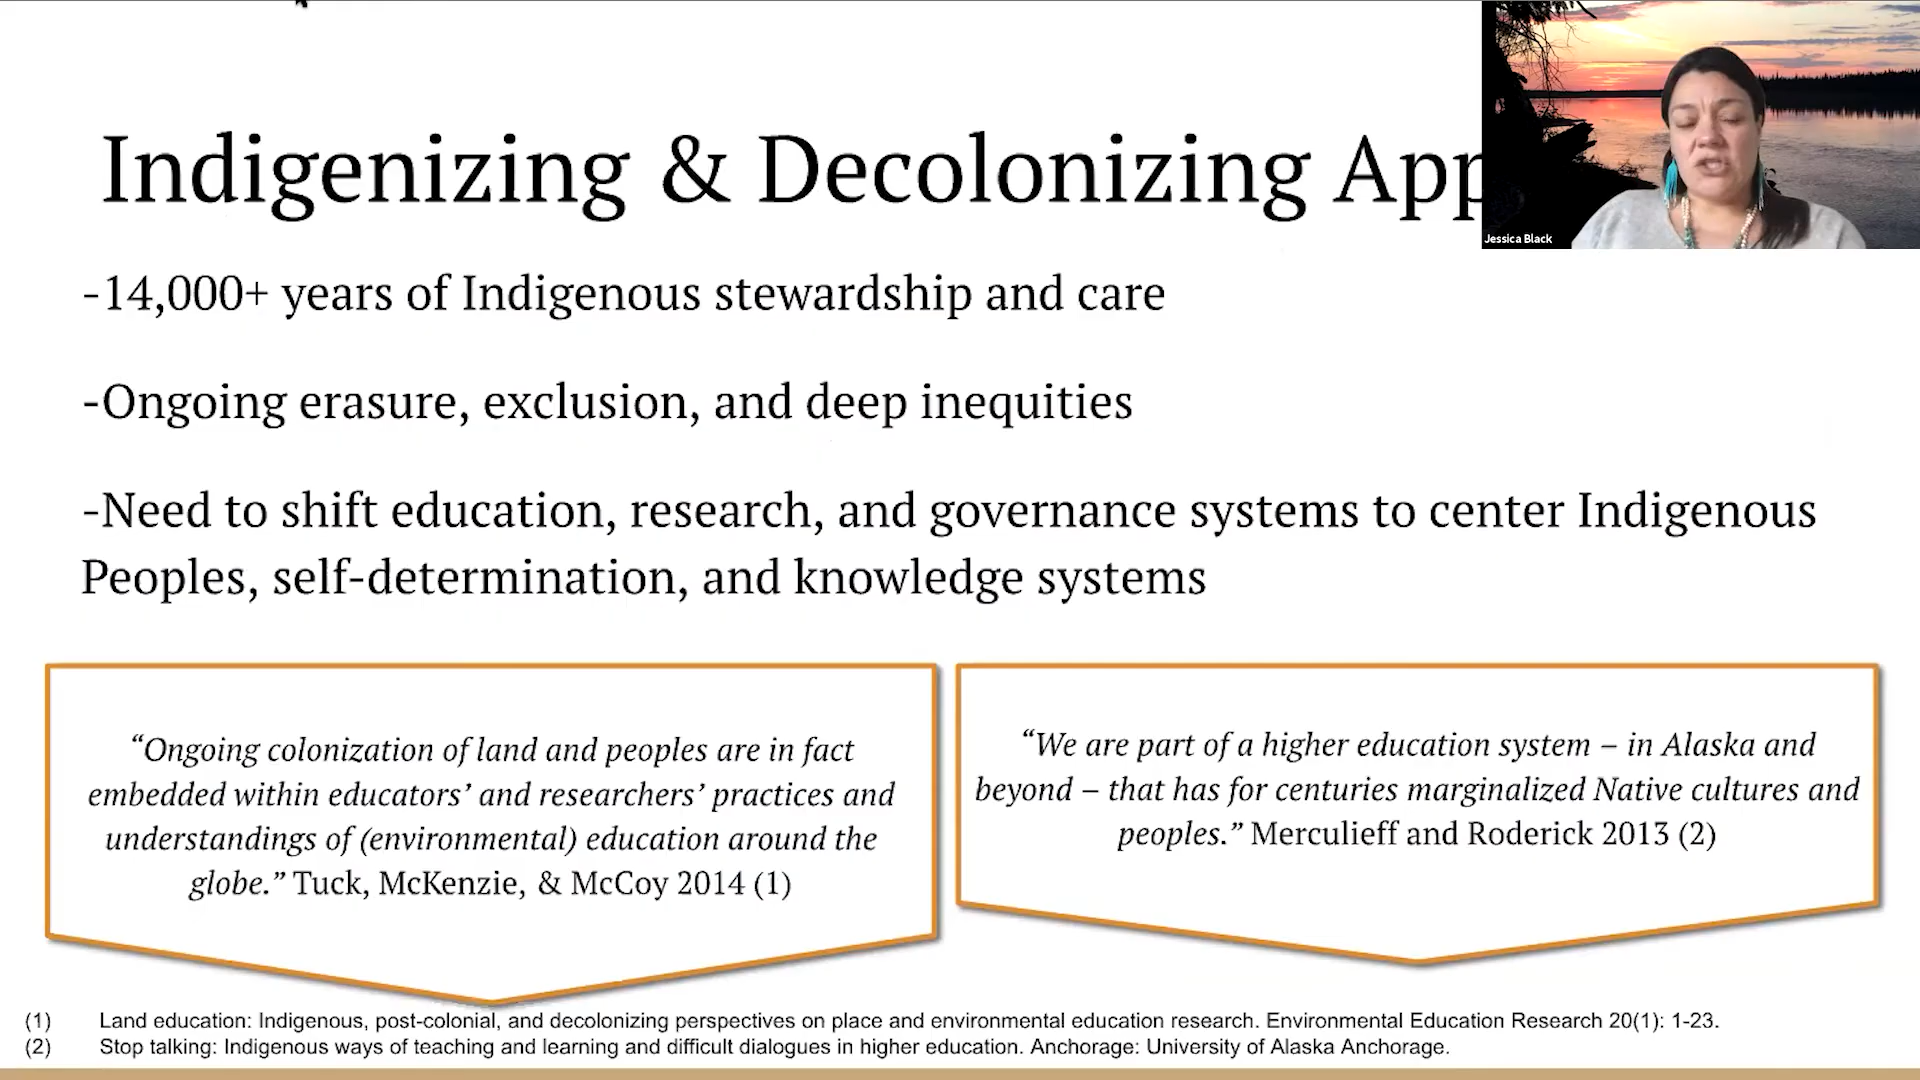 Indigenizing & Decolonizing App
Jessica Black
-14,000+ years of Indigenous stewardship and care
-Ongoing erasure, exclusion, and deep inequities
-Need to shift education, research, and governance systems to center Indigenous
Peoples, self-determination, and knowledge systems
“Ongoing colonization of land and peoples are in fact
embedded within educators’ and researchers’ practices and
understandings of (environmental) education around the
globe.” Tuck, McKenzie, & McCoy 2014 (1)
“We are part of a higher education system – in Alaska and
beyond – that has for centuries marginalized Native cultures and
peoples.” Merculieff and Roderick 2013 (2)
(1) Land education: Indigenous, post-colonial, and decolonizing perspectives on place and environmental education research. Environmental Education Research 20(1): 1-23.
(2) Stop talking: Indigenous ways of teaching and learning and difficult dialogues in higher education. Anchorage: University of Alaska Anchorage.